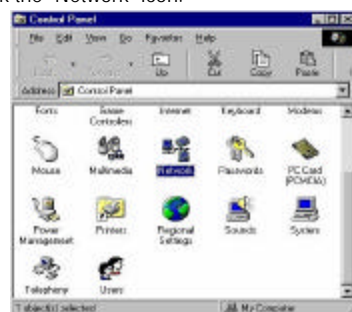 the "Network" icon.
Control Panel
File Edit View Go Favorites Help
Up Cut Copy Paste
Address Control Panel
Fonts Game Controllers Internet Keyboard Modems
Mouse Multimedia Network Passwords PC Card (PCMCIA)
Power Management Printers Regional Settings Sounds System
Telephony Users
1 object(s) selected My Computer